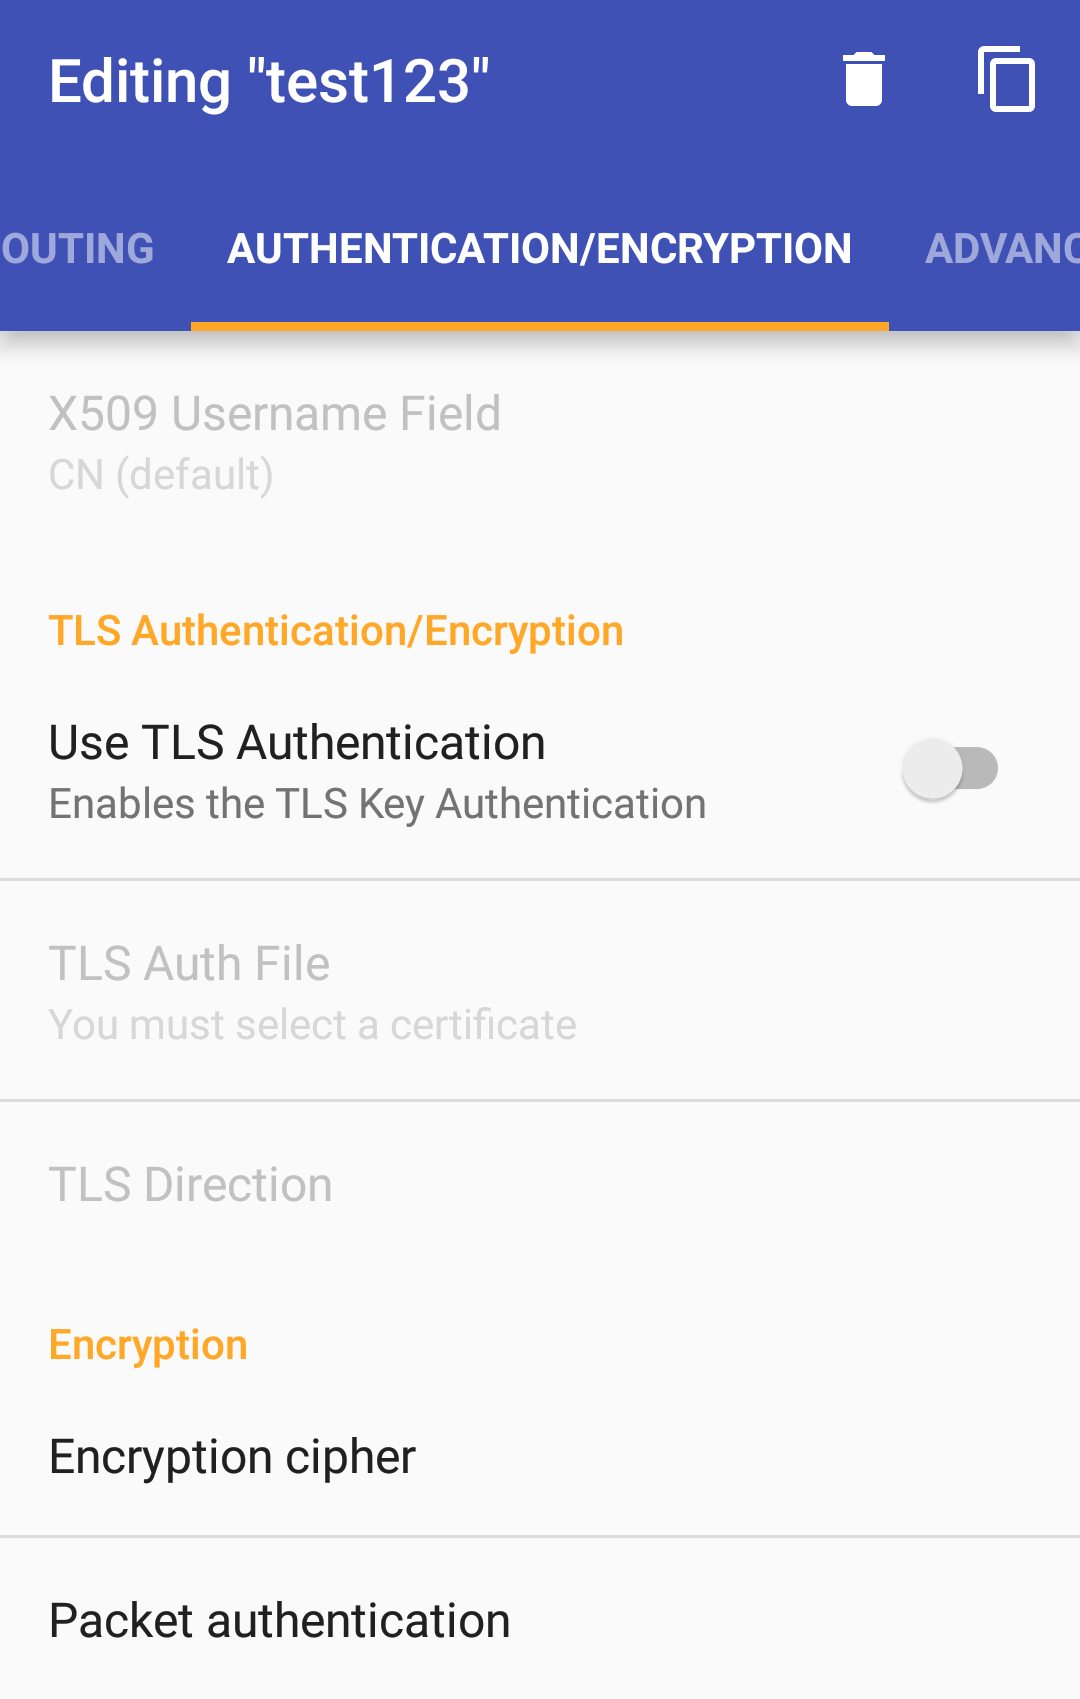 Editing "test123"
OUTING AUTHENTICATION/ENCRYPTION ADVANC
X509 Username Field
CN (default)
TLS Authentication/Encryption
Use TLS Authentication
Enables the TLS Key Authentication
TLS Auth File
You must select a certificate
TLS Direction
Encryption
Encryption cipher
Packet authentication